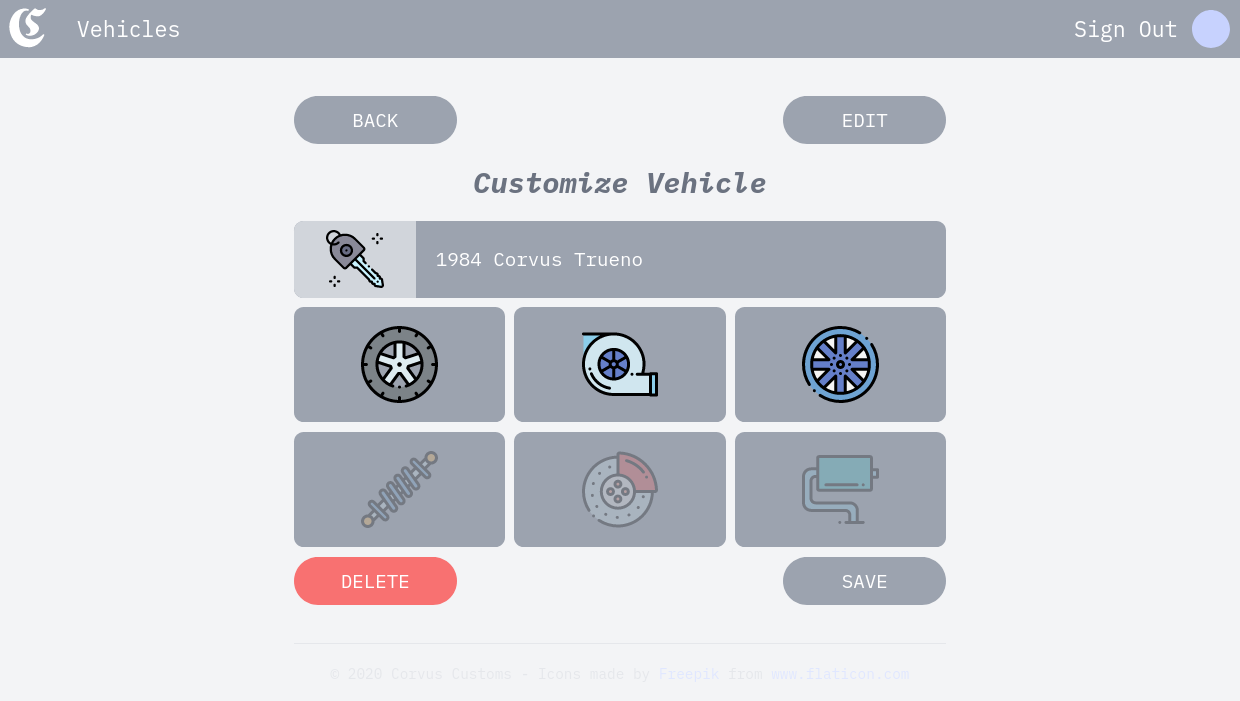 C Vehicles Sign Out
BACK EDIT
Customize Vehicle
1984 Corvus Trueno
DELETE SAVE
© 2020 Corvus Customs - Icons made by Freepik from www.flaticon.com